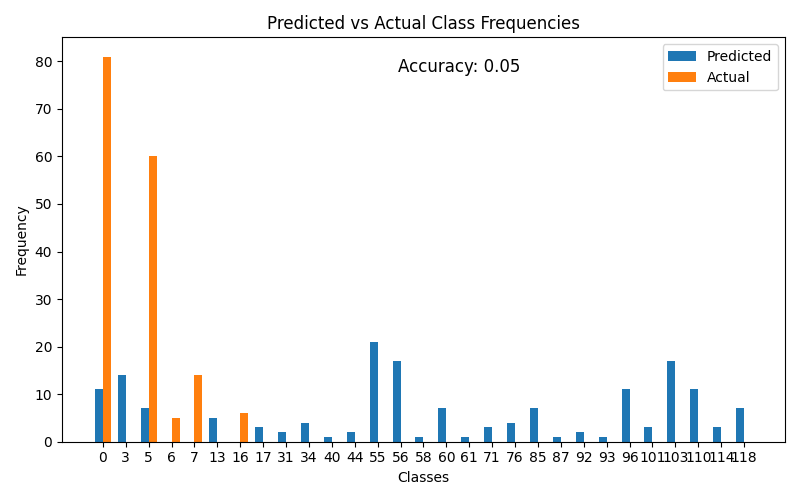 Predicted vs Actual Class Frequencies
Accuracy: 0.05
Predicted
Actual
Frequency
80
70
60
50
40
30
20
10
0
0 3 5 6 7 13 16 17 31 34 40 44 55 56 58 60 61 71 76 85 87 92 93 96 101 103 110 114 118
Classes